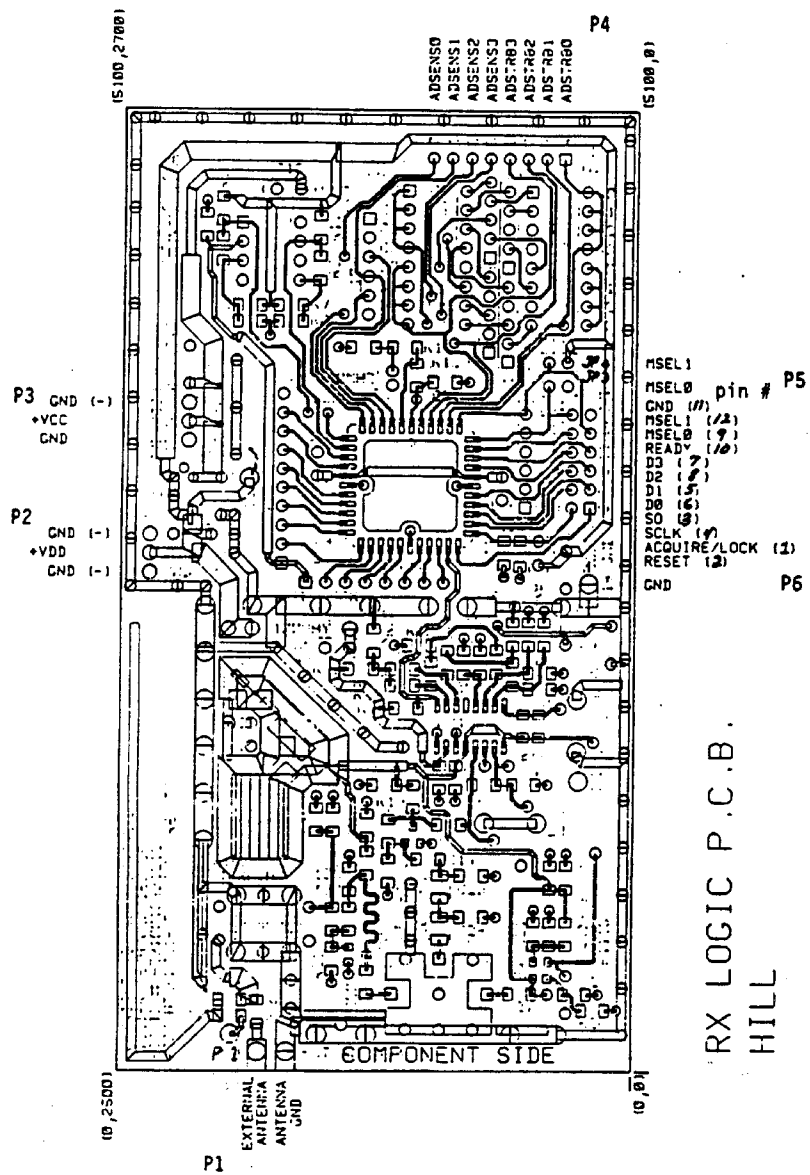 P4
(5100,2700)
ADSENS0
ADSENS1
ADSENS2
ADSENS3
ADSTRB3
ADSTRB2
ADSTRB1
ADSTRB0
(5100,0)
P3
GND (-)
+VCC
GND
P2
GND (-)
+VDD
GND (-)
MSEL1
P5
MSEL0 pin #
GND (11)
MSEL1 (12)
MSEL0 (9)
READY (10)
D3 (7)
D2 (8)
D1 (5)
D0 (6)
SO (3)
SCLK (4)
ACQUIRE/LOCK (1)
RESET (2)
GND
P6
RX LOGIC P.C.B.
HILL
COMPONENT SIDE
P1
(0,2500)
EXTERNAL
ANTENNA
ANTENNA
GND
(0,0)
P1